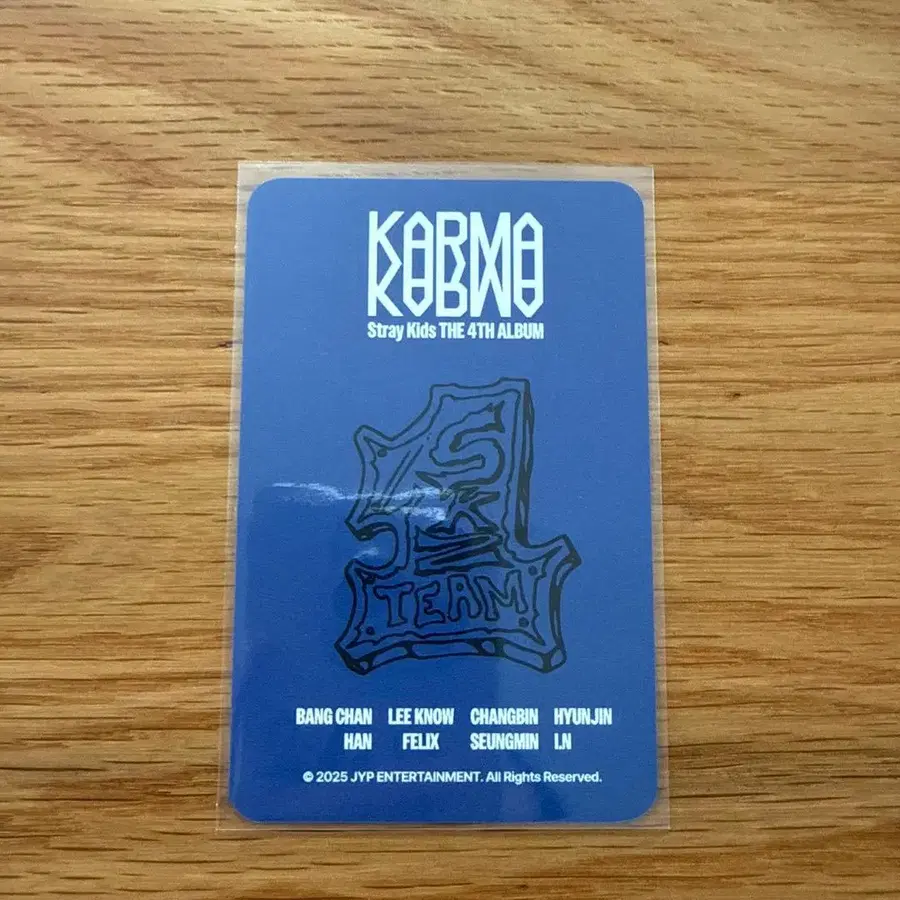 KARMA
Stray Kids THE 4TH ALBUM
SK
TEAM
BANG CHAN LEE KNOW CHANGBIN HYUNJIN
HAN FELIX SEUNGMIN I.N
© 2025 JYP ENTERTAINMENT. All Rights Reserved.